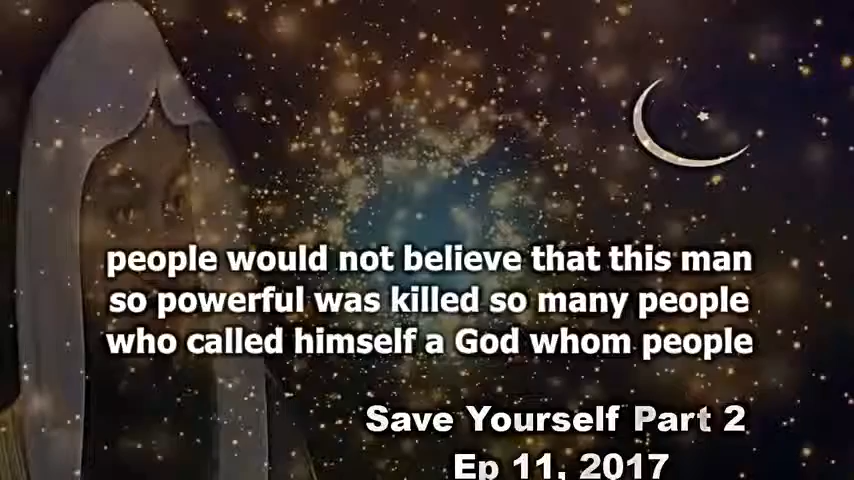 people would not believe that this man
so powerful was killed so many people
who called himself a God whom people
Save Yourself Part 2
Ep 11, 2017